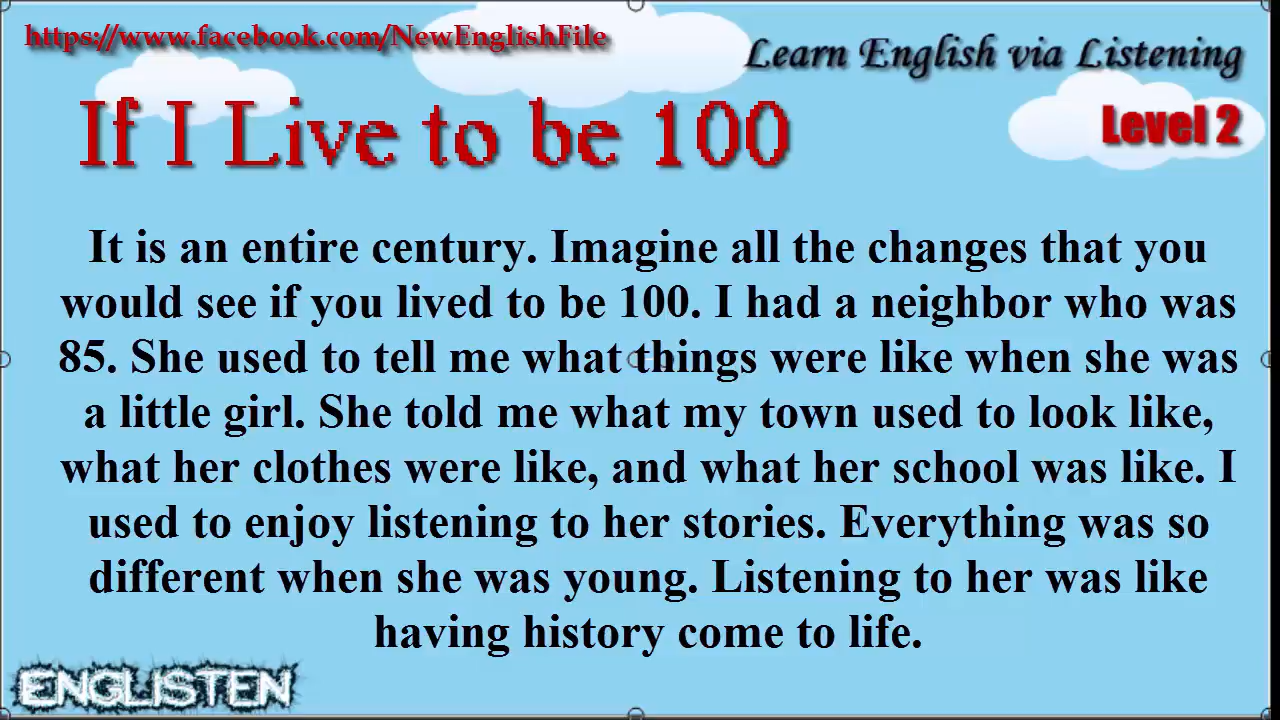 https://www.facebook.com/NewEnglishFile
Learn English via Listening
Level 2
If I Live to be 100
It is an entire century. Imagine all the changes that you
would see if you lived to be 100. I had a neighbor who was
85. She used to tell me what things were like when she was
a little girl. She told me what my town used to look like,
what her clothes were like, and what her school was like. I
used to enjoy listening to her stories. Everything was so
different when she was young. Listening to her was like
having history come to life.
ENGLISTEN